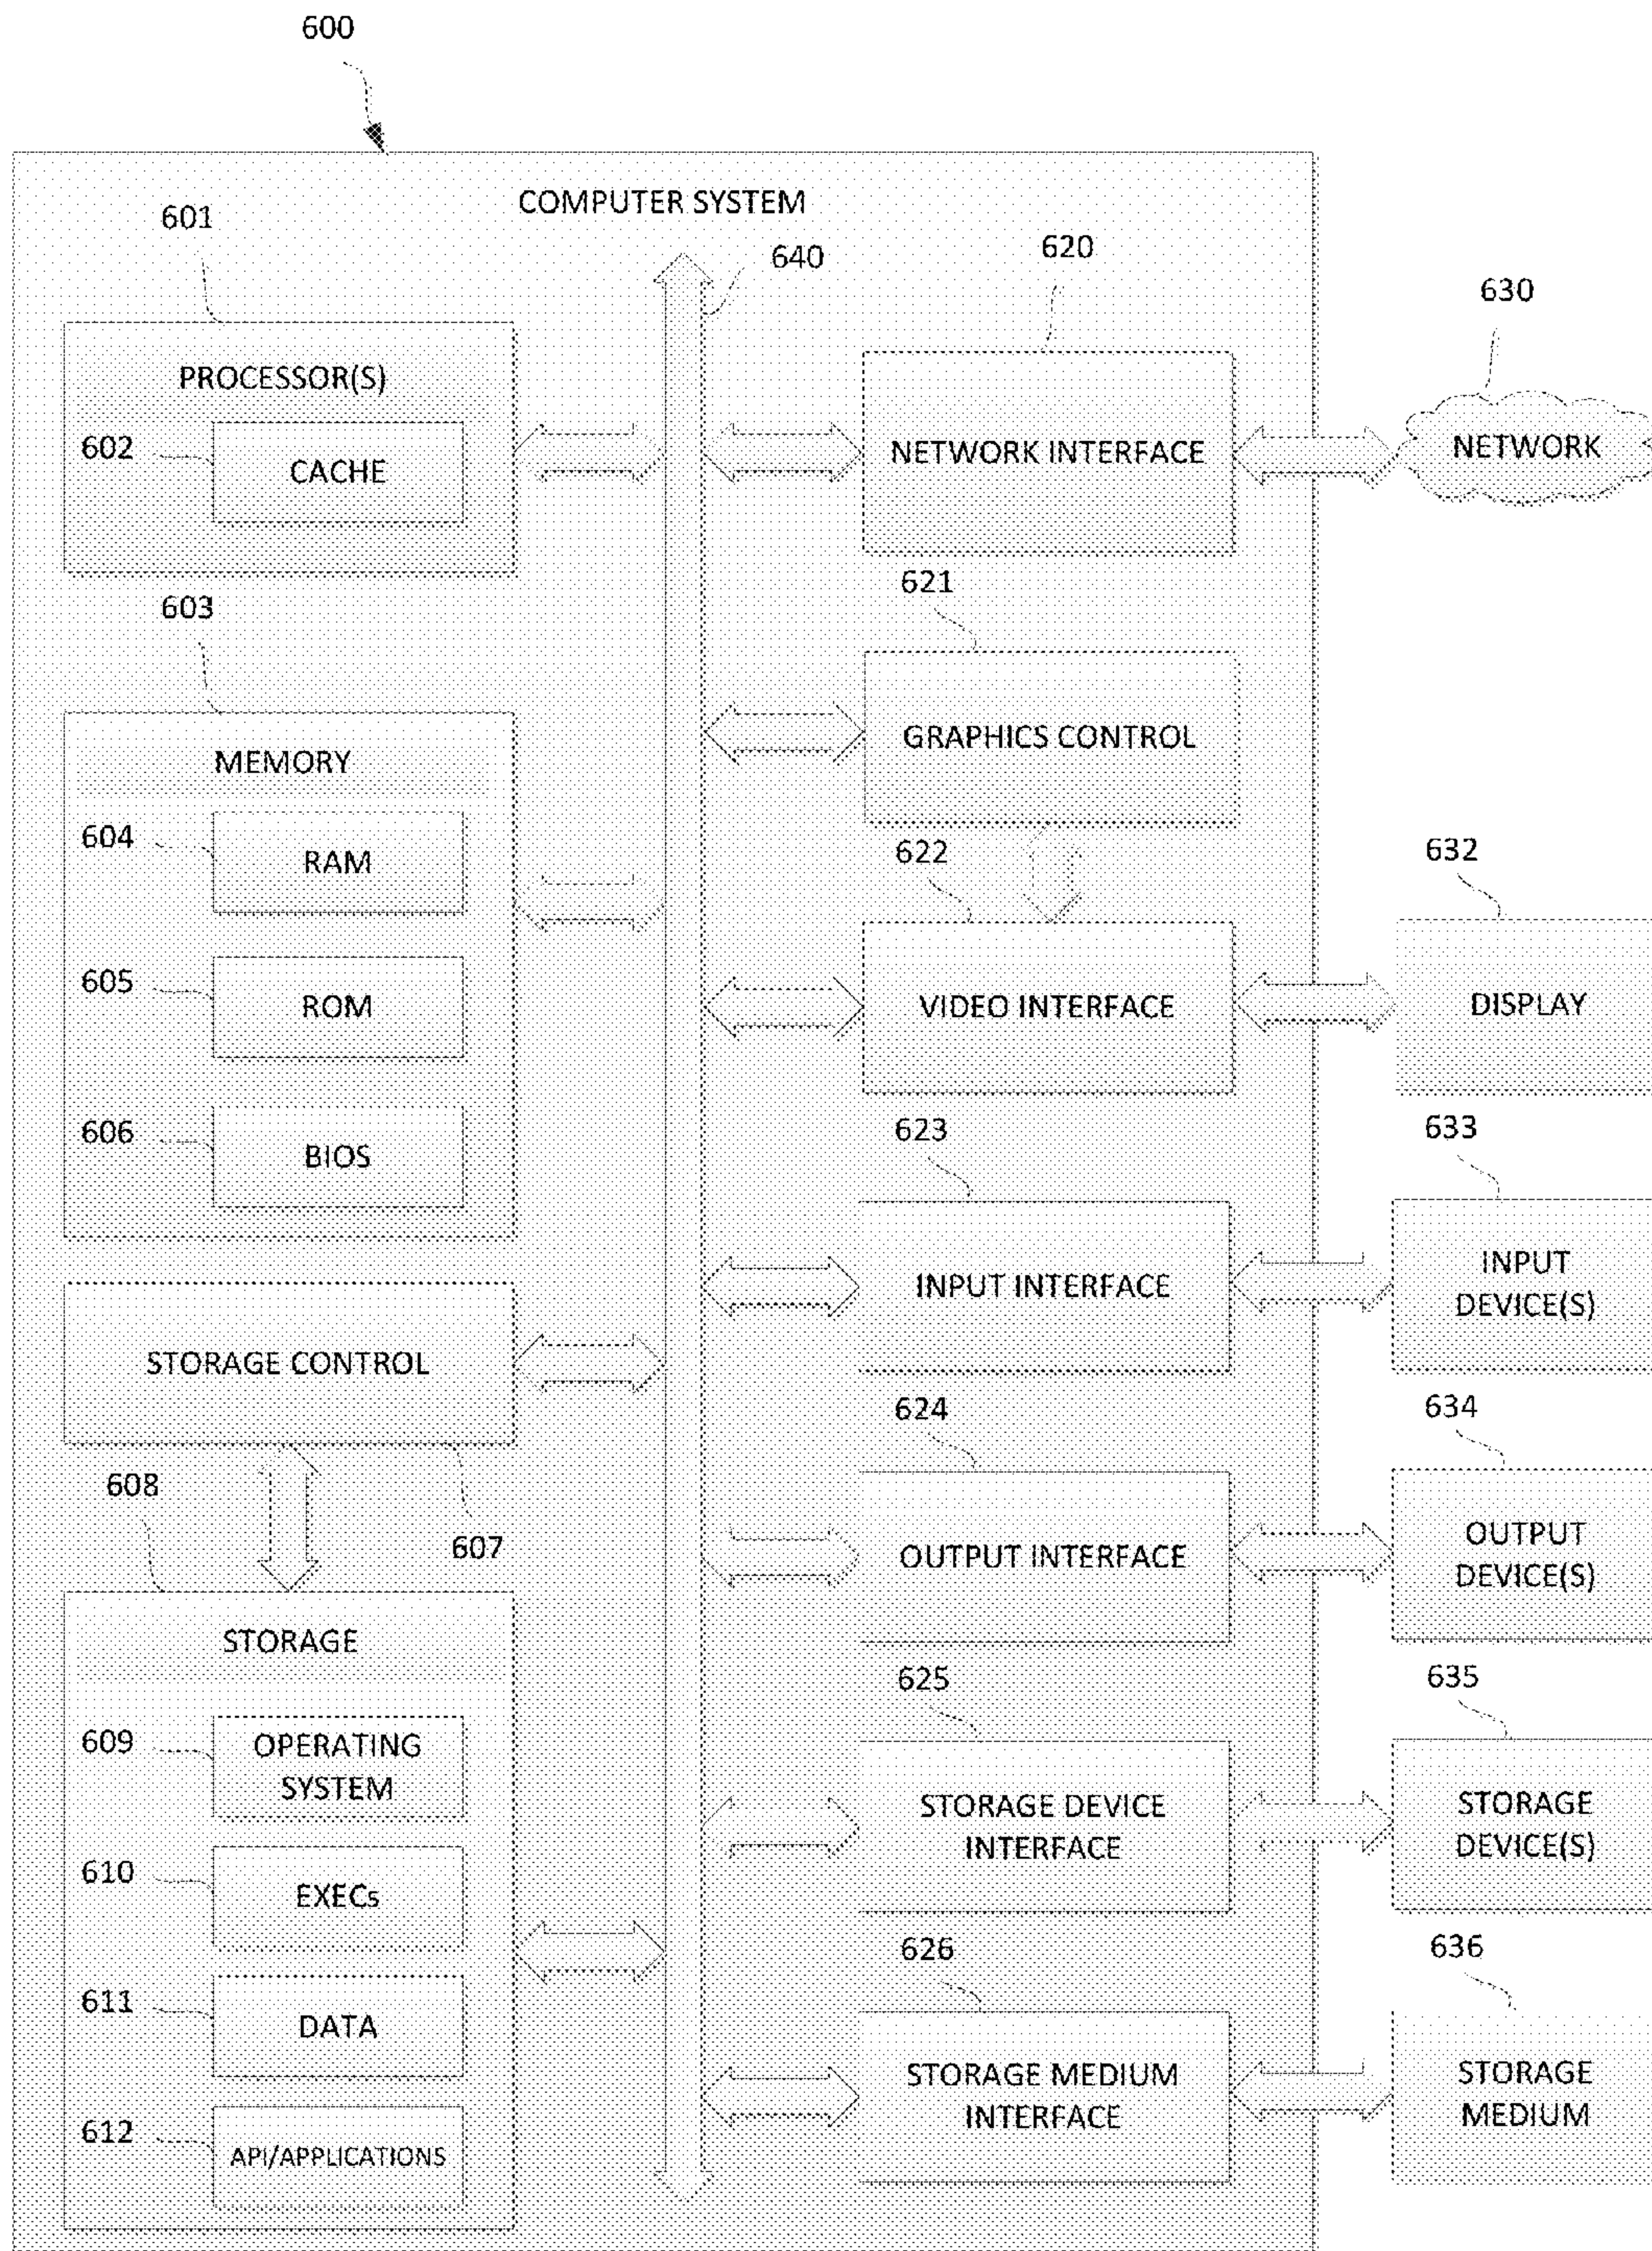 600
COMPUTER SYSTEM
601
640
620
630
PROCESSOR(S)
602
CACHE
NETWORK INTERFACE
NETWORK
603
621
MEMORY
GRAPHICS CONTROL
604
RAM
622
632
605
ROM
VIDEO INTERFACE
DISPLAY
606
BIOS
623
633
INPUT INTERFACE
INPUT
DEVICE(S)
STORAGE CONTROL
624
634
608
607
OUTPUT INTERFACE
OUTPUT
DEVICE(S)
STORAGE
625
635
609
OPERATING
SYSTEM
STORAGE DEVICE
INTERFACE
STORAGE
DEVICE(S)
610
EXECs
626
636
611
DATA
STORAGE MEDIUM
INTERFACE
STORAGE
MEDIUM
612
API/APPLICATIONS